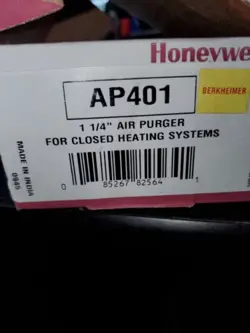 Honeywe
BERKHEIMER
AP401
1 1/4" AIR PURGER
FOR CLOSED HEATING SYSTEMS
MADE IN INDIA
0945
0 85267 82564 1